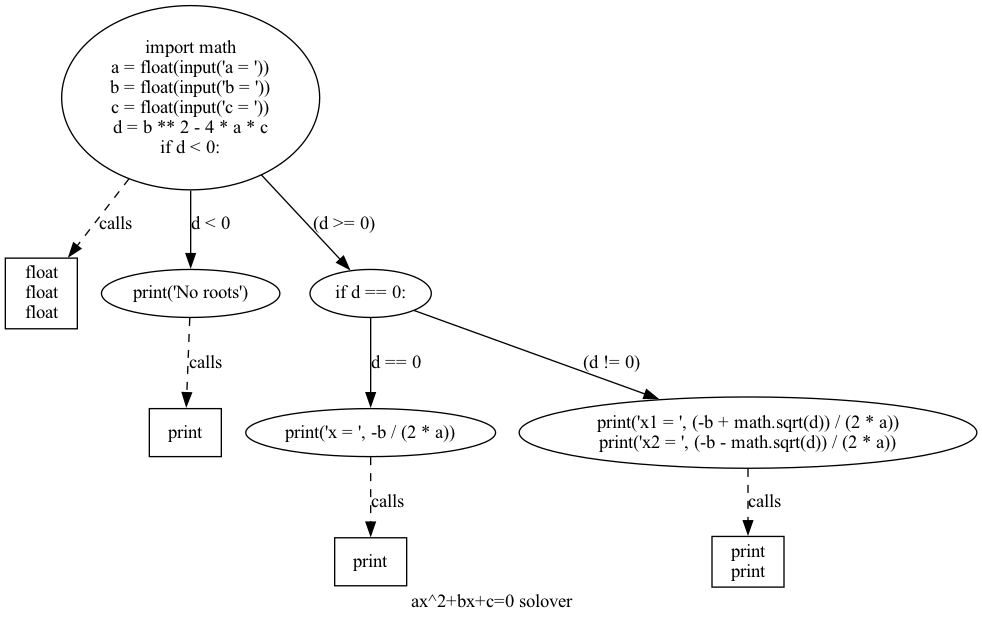 import math
a = float(input('a = '))
b = float(input('b = '))
c = float(input('c = '))
d = b ** 2 - 4 * a * c
if d < 0:
calls
d < 0
(d >= 0)
float
float
float
print('No roots')
if d == 0:
calls
d == 0
(d != 0)
print
print('x = ', -b / (2 * a))
print('x1 = ', (-b + math.sqrt(d)) / (2 * a))
print('x2 = ', (-b - math.sqrt(d)) / (2 * a))
calls
calls
print
print
print
ax^2+bx+c=0 solover